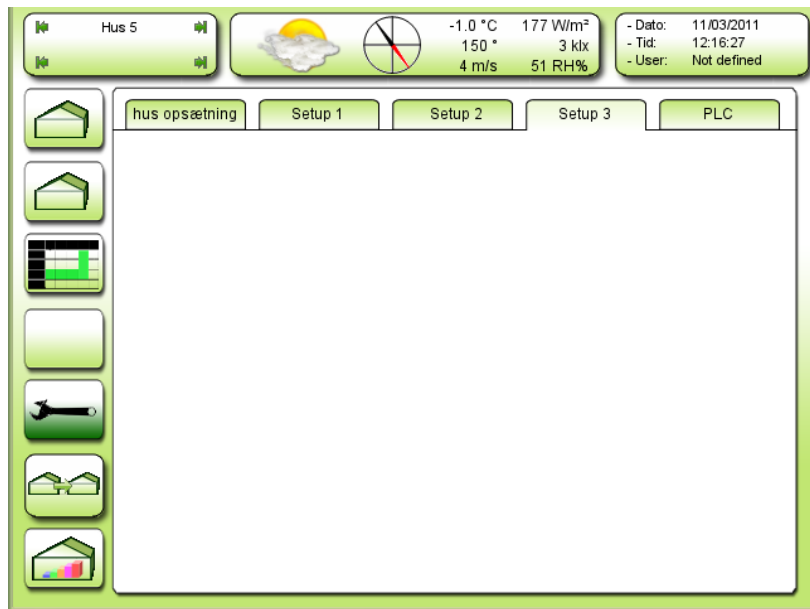 Hus 5
-1.0 °C 177 W/m²
150 ° 3 klx
4 m/s 51 RH%
- Dato: 11/03/2011
- Tid: 12:16:27
- User: Not defined
hus opsætning Setup 1 Setup 2 Setup 3 PLC